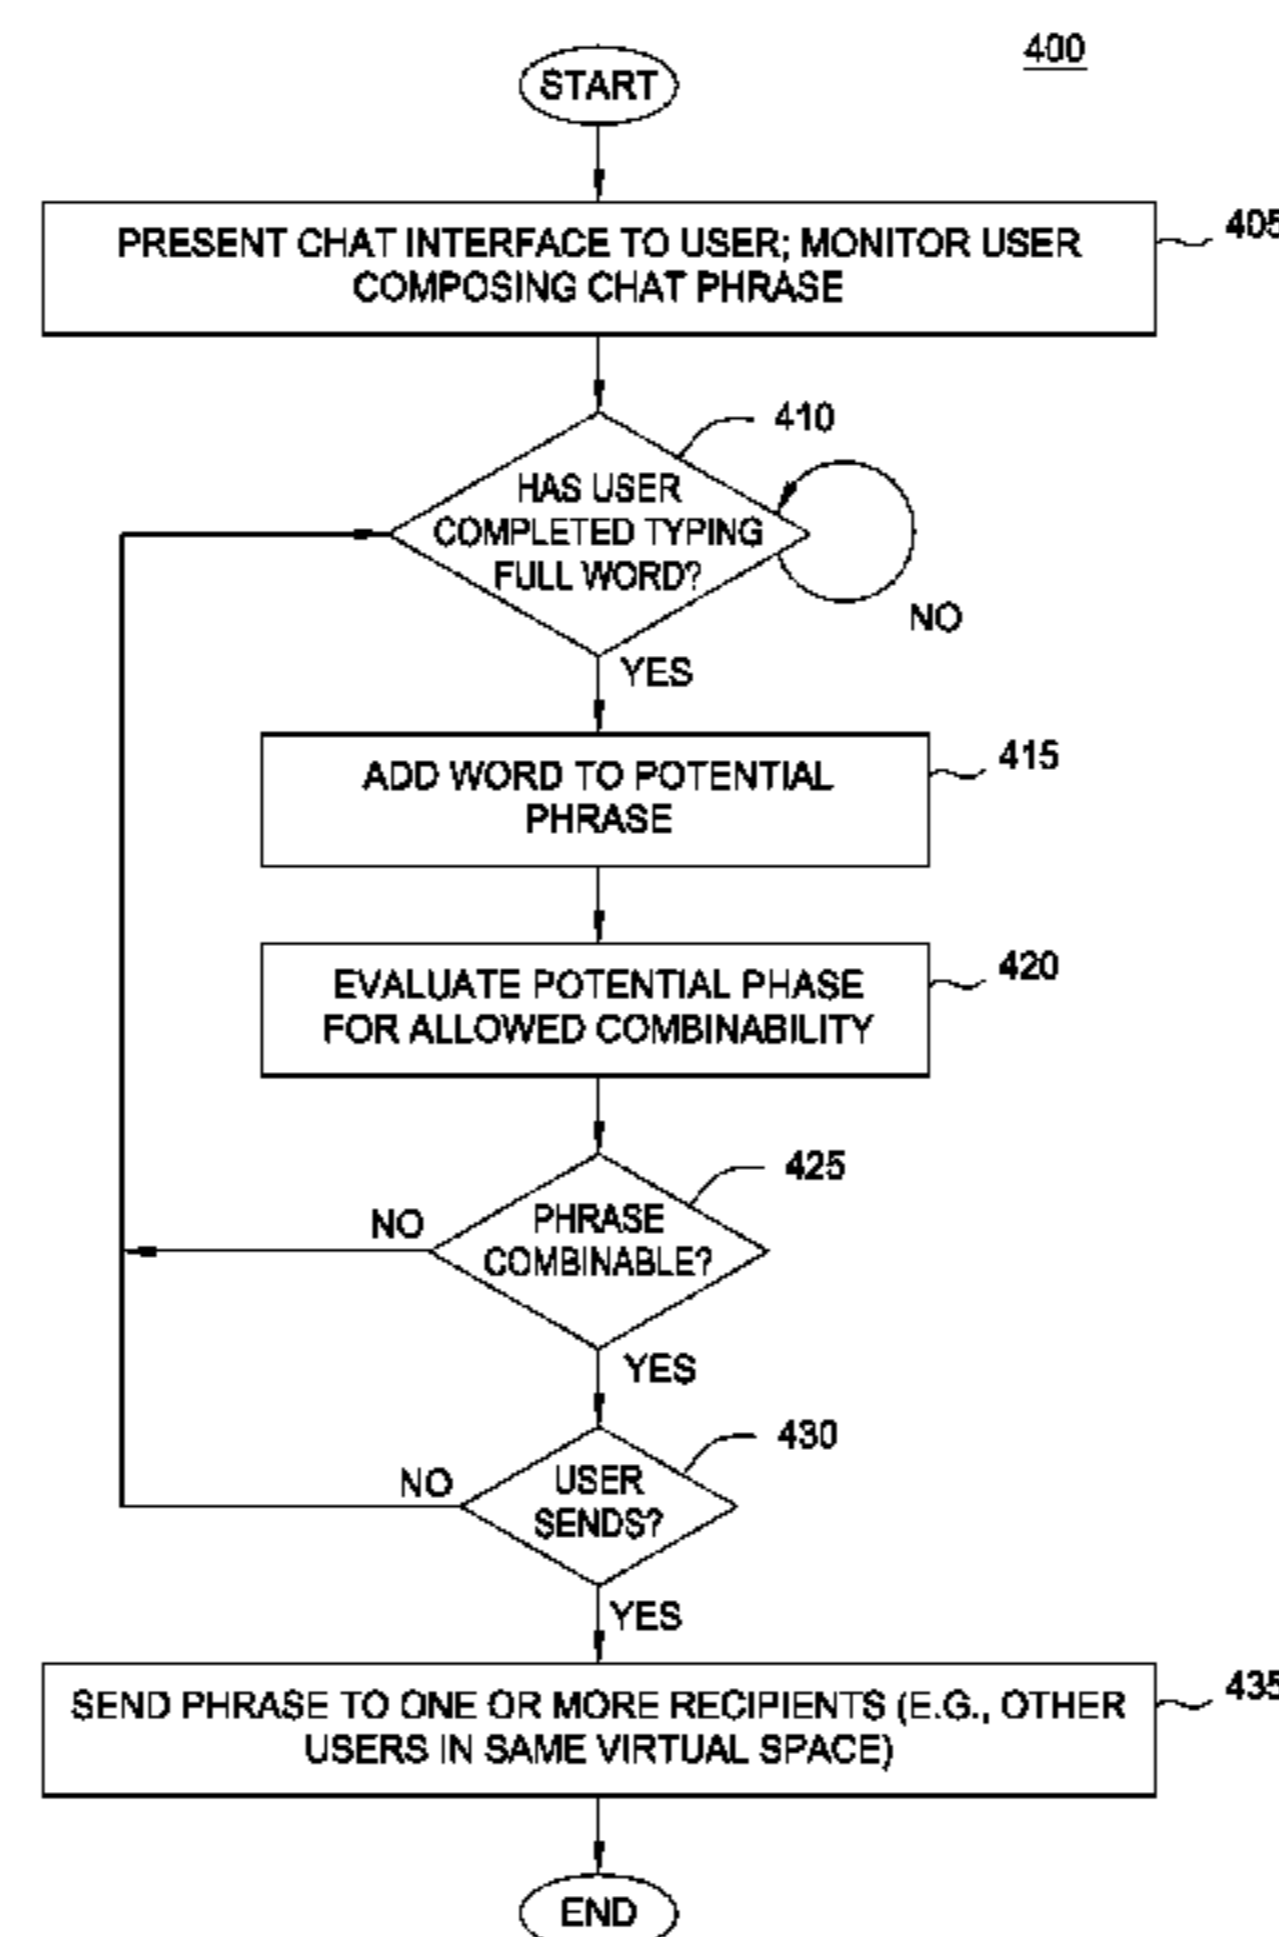 400
START
PRESENT CHAT INTERFACE TO USER; MONITOR USER
COMPOSING CHAT PHRASE
405
410
HAS USER
COMPLETED TYPING
FULL WORD?
NO
YES
ADD WORD TO POTENTIAL
PHRASE
415
EVALUATE POTENTIAL PHASE
FOR ALLOWED COMBINABILITY
420
425
PHRASE
COMBINABLE?
NO
YES
430
USER
SENDS?
NO
YES
SEND PHRASE TO ONE OR MORE RECIPIENTS (E.G., OTHER
USERS IN SAME VIRTUAL SPACE)
435
END